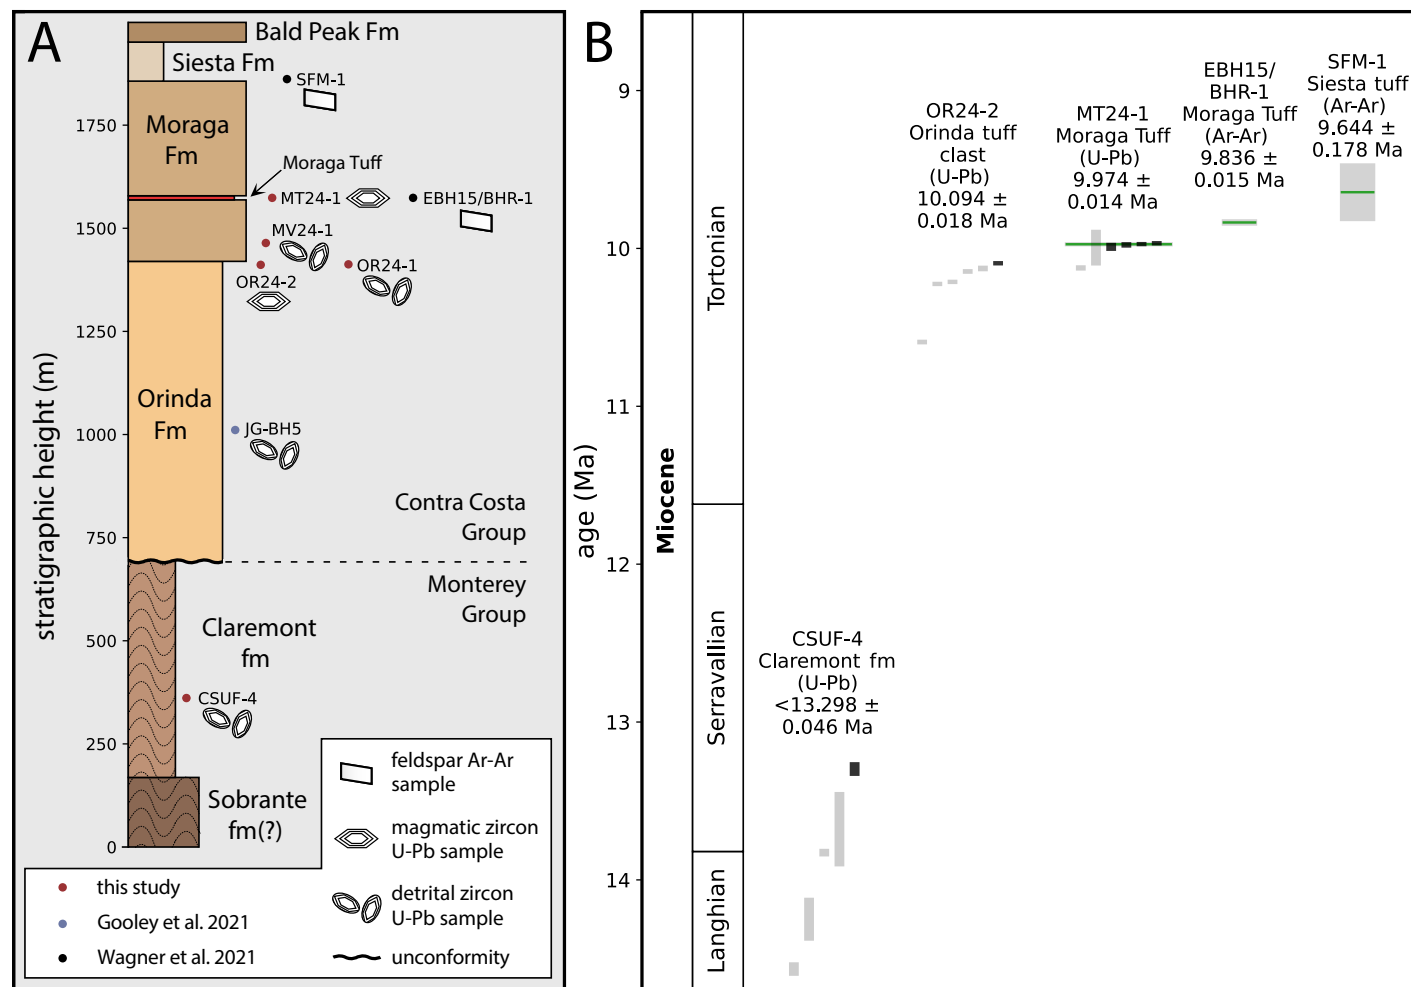 A
Bald Peak Fm
Siesta Fm
SFM-1
1750
Moraga
Fm
Moraga Tuff
MT24-1
EBH15/BHR-1
1500
MV24-1
OR24-2
OR24-1
1250
stratigraphic height (m)
Orinda
Fm
JG-BH5
1000
Contra Costa
Group
750
Monterey
Group
500
Claremont
fm
CSUF-4
250
Sobrante
fm(?)
0
feldspar Ar-Ar
sample
magmatic zircon
U-Pb sample
detrital zircon
U-Pb sample
unconformity
this study
Gooley et al. 2021
Wagner et al. 2021
B
age (Ma)
9
10
11
12
13
14
Miocene
Tortonian
Serravallian
Langhian
OR24-2
Orinda tuff
clast
(U-Pb)
10.094 ±
0.018 Ma
MT24-1
Moraga Tuff
(U-Pb)
9.974 ±
0.014 Ma
EBH15/
BHR-1
Moraga Tuff
(Ar-Ar)
9.836 ±
0.015 Ma
SFM-1
Siesta tuff
(Ar-Ar)
9.644 ±
0.178 Ma
CSUF-4
Claremont fm
(U-Pb)
<13.298 ±
0.046 Ma